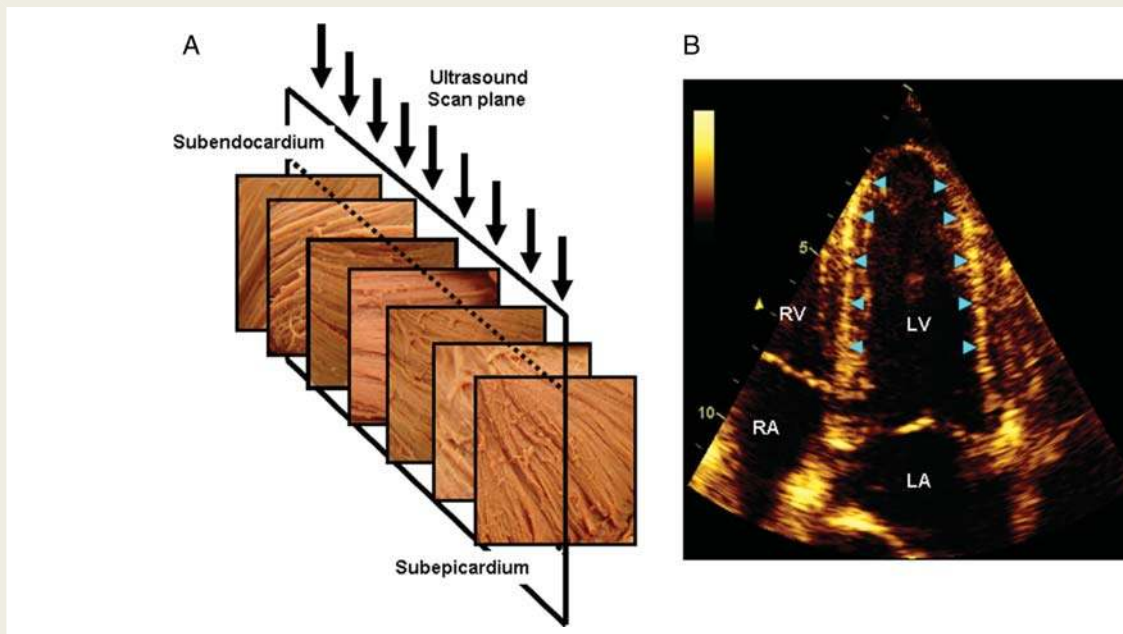 A
Ultrasound
Scan plane
Subendocardium
Subepicardium
B
5
10
RV
LV
RA
LA